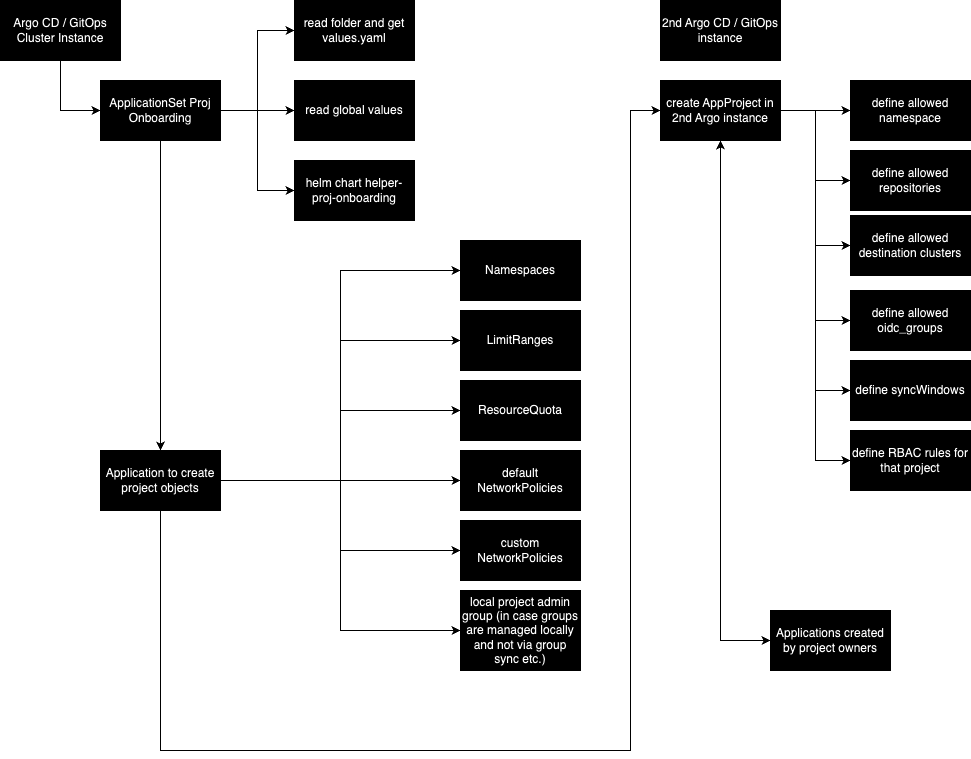 Argo CD / GitOps
Cluster Instance
ApplicationSet Proj
Onboarding
read folder and get
values.yaml
read global values
helm chart helper-
proj-onboarding
Application to create
project objects
Namespaces
LimitRanges
ResourceQuota
default
NetworkPolicies
custom
NetworkPolicies
local project admin
group (in case groups
are managed locally
and not via group
sync etc.)
2nd Argo CD / GitOps
instance
create AppProject in
2nd Argo instance
define allowed
namespace
define allowed
repositories
define allowed
destination clusters
define allowed
oidc_groups
define syncWindows
define RBAC rules for
that project
Applications created
by project owners